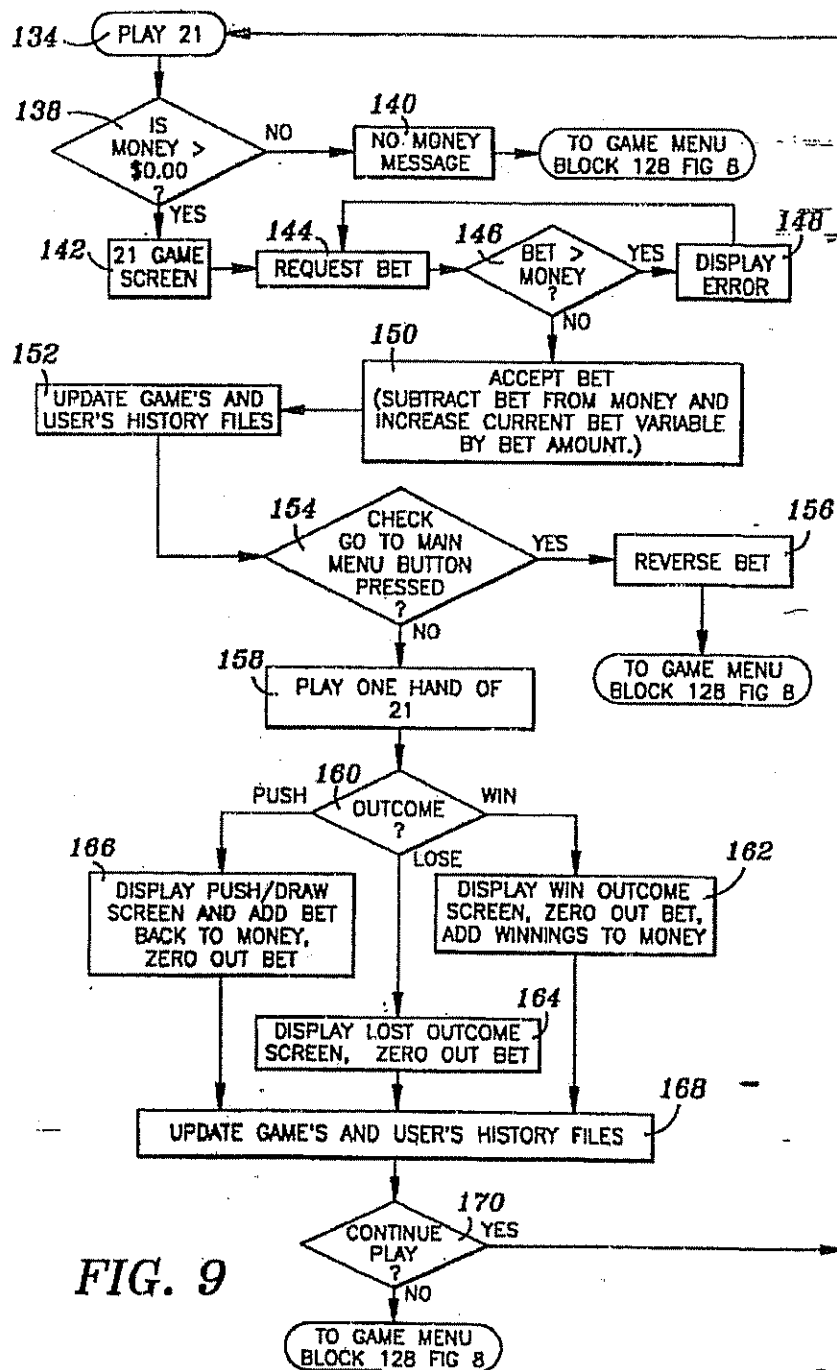 134
PLAY 21
138
IS
MONEY >
$0.00
?
NO
YES
140
NO MONEY
MESSAGE
TO GAME MENU
BLOCK 128 FIG 8
142
21 GAME
SCREEN
144
REQUEST BET
146
BET >
MONEY
?
YES
NO
148
DISPLAY
ERROR
150
ACCEPT BET
(SUBTRACT BET FROM MONEY AND
INCREASE CURRENT BET VARIABLE
BY BET AMOUNT.)
152
UPDATE GAME'S AND
USER'S HISTORY FILES
154
CHECK
GO TO MAIN
MENU BUTTON
PRESSED
?
YES
NO
156
REVERSE BET
TO GAME MENU
BLOCK 128 FIG 8
158
PLAY ONE HAND OF
21
160
OUTCOME
?
PUSH
WIN
LOSE
166
DISPLAY PUSH/DRAW
SCREEN AND ADD BET
BACK TO MONEY,
ZERO OUT BET
162
DISPLAY WIN OUTCOME
SCREEN, ZERO OUT BET,
ADD WINNINGS TO MONEY
164
DISPLAY LOST OUTCOME
SCREEN, ZERO OUT BET
168
UPDATE GAME'S AND USER'S HISTORY FILES
170
CONTINUE
PLAY
?
YES
NO
TO GAME MENU
BLOCK 128 FIG 8
FIG. 9